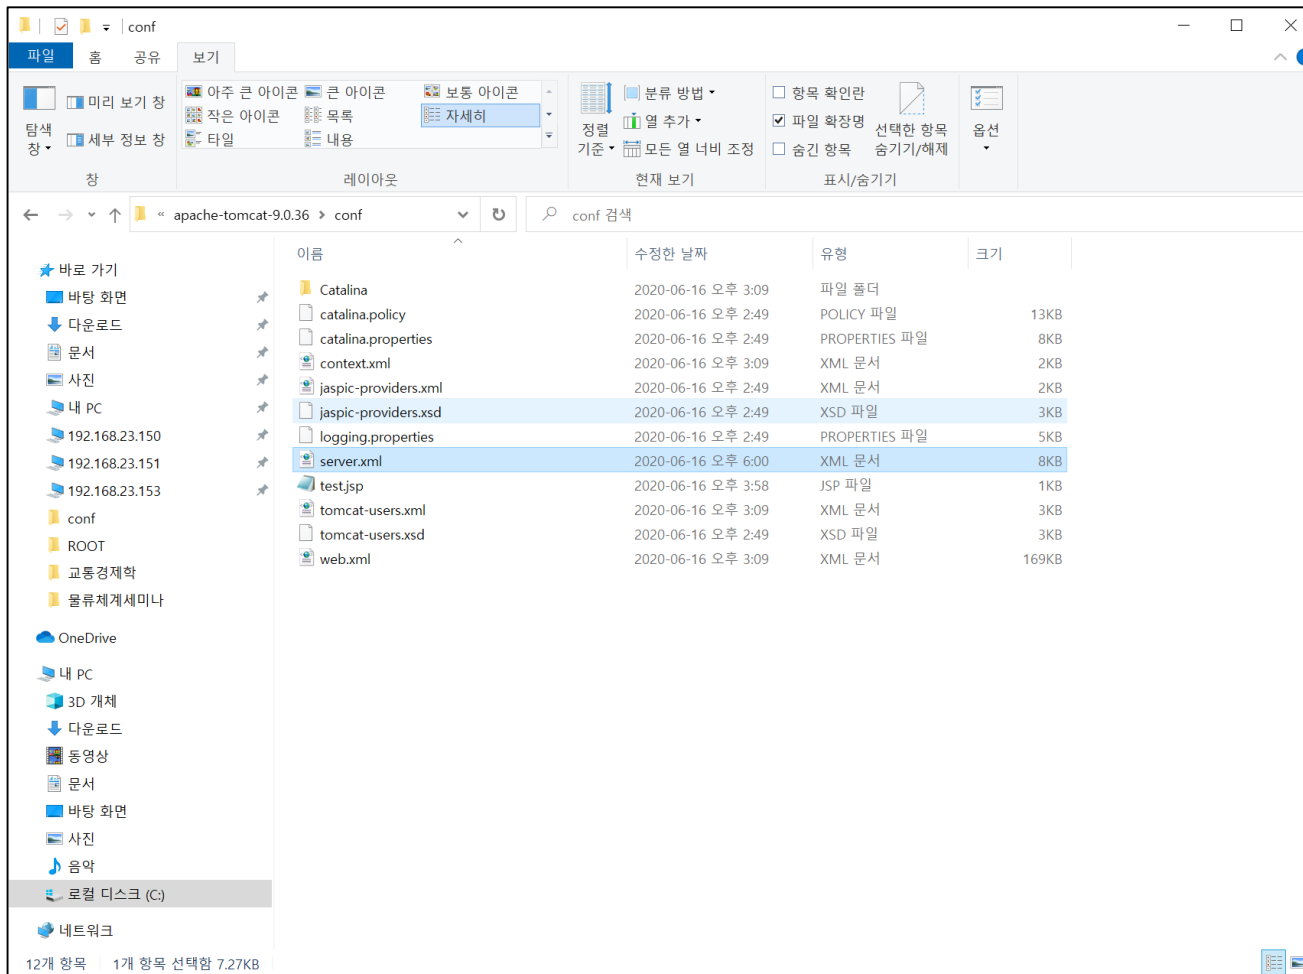 conf
파일 홈 공유 보기
탐색 창
미리 보기 창
세부 정보 창
창
아주 큰 아이콘 큰 아이콘 보통 아이콘
작은 아이콘 목록 자세히
타일 내용
레이아웃
정렬 기준
분류 방법
열 추가
모든 열 너비 조정
현재 보기
항목 확인란
파일 확장명
숨긴 항목
선택한 항목 숨기기/해제
표시/숨기기
옵션
« apache-tomcat-9.0.36 > conf
conf 검색
바로 가기
바탕 화면
다운로드
문서
사진
내 PC
192.168.23.150
192.168.23.151
192.168.23.153
conf
ROOT
교통경제학
물류체계세미나
OneDrive
내 PC
3D 개체
다운로드
동영상
문서
바탕 화면
사진
음악
로컬 디스크 (C:)
네트워크
이름 수정한 날짜 유형 크기
Catalina 2020-06-16 오후 3:09 파일 폴더
catalina.policy 2020-06-16 오후 2:49 POLICY 파일 13KB
catalina.properties 2020-06-16 오후 2:49 PROPERTIES 파일 8KB
context.xml 2020-06-16 오후 3:09 XML 문서 2KB
jaspic-providers.xml 2020-06-16 오후 2:49 XML 문서 2KB
jaspic-providers.xsd 2020-06-16 오후 2:49 XSD 파일 3KB
logging.properties 2020-06-16 오후 2:49 PROPERTIES 파일 5KB
server.xml 2020-06-16 오후 6:00 XML 문서 8KB
test.jsp 2020-06-16 오후 3:58 JSP 파일 1KB
tomcat-users.xml 2020-06-16 오후 3:09 XML 문서 3KB
tomcat-users.xsd 2020-06-16 오후 2:49 XSD 파일 3KB
web.xml 2020-06-16 오후 3:09 XML 문서 169KB
12개 항목 1개 항목 선택함 7.27KB